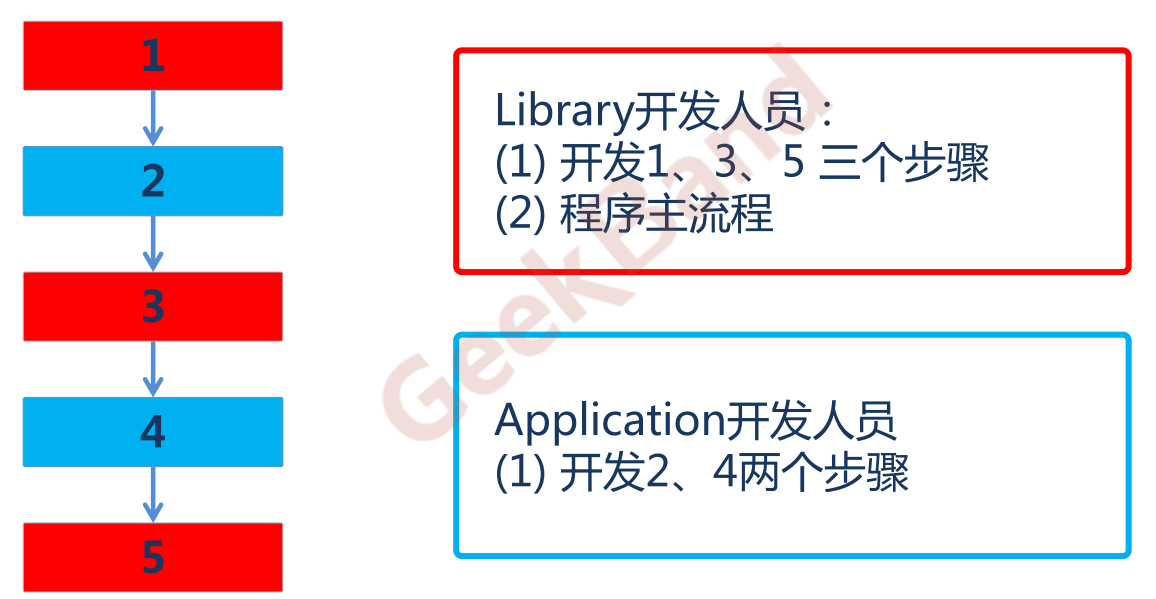 1
2
3
4
5
Library开发人员：
(1) 开发1、3、5 三个步骤
(2) 程序主流程
Application开发人员
(1) 开发2、4两个步骤
GeekBand